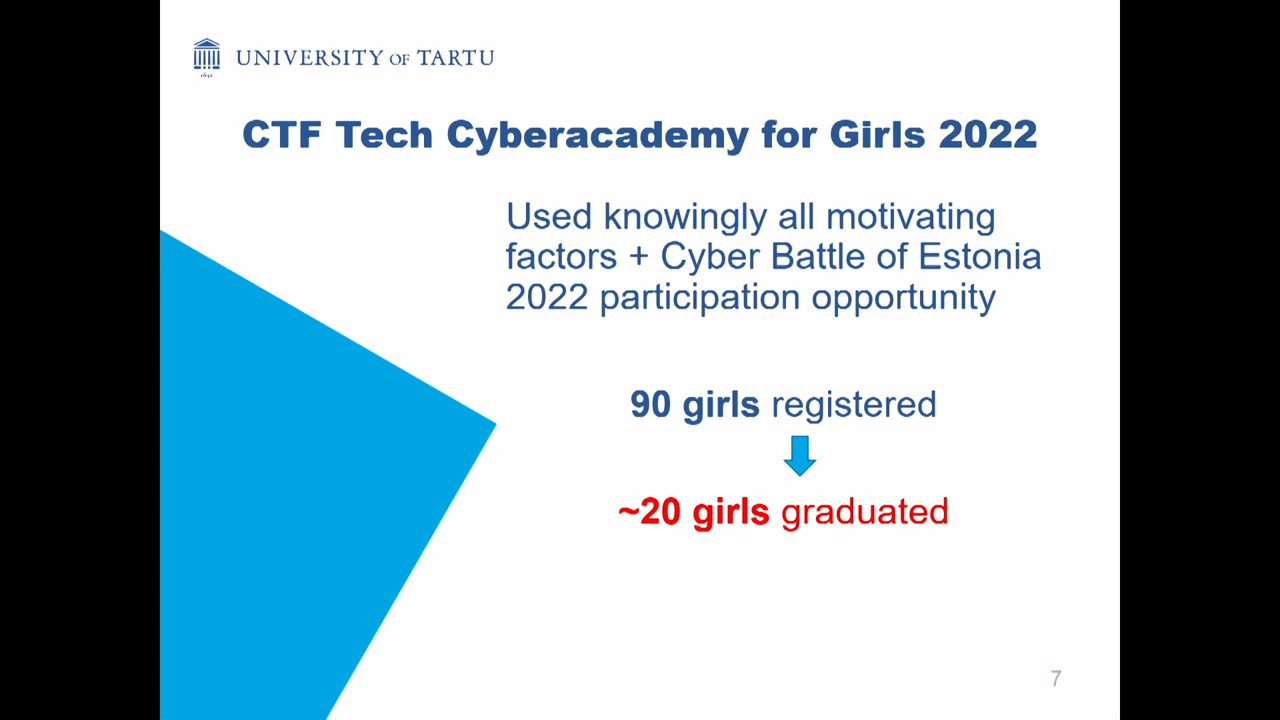 UNIVERSITY OF TARTU
CTF Tech Cyberacademy for Girls 2022
Used knowingly all motivating
factors + Cyber Battle of Estonia
2022 participation opportunity
90 girls registered
~20 girls graduated
7